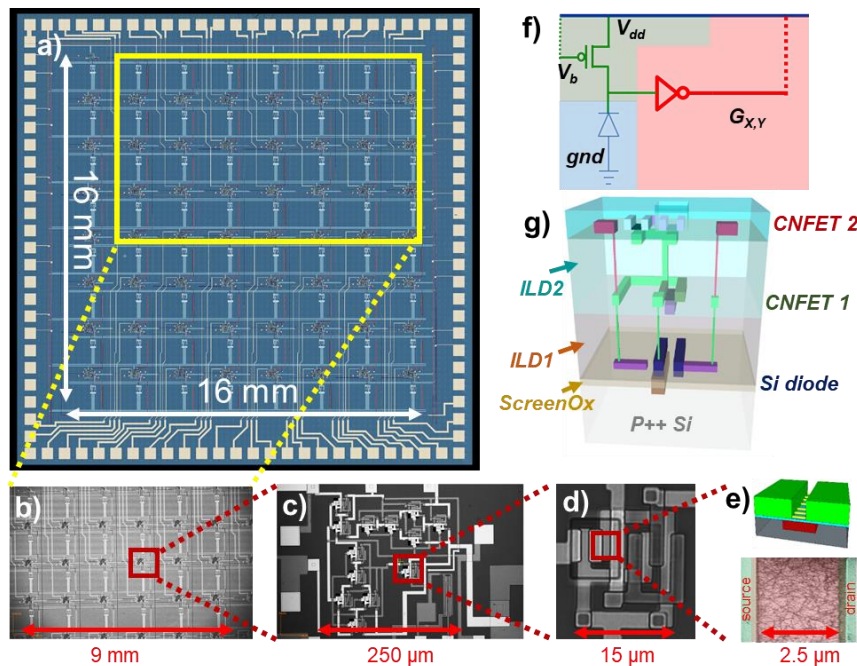 a)
16 mm
16 mm
f)
V_dd
V_b
G_X,Y
gnd
g)
CNFET 2
ILD2
CNFET 1
ILD1
Si diode
ScreenOx
P++ Si
b)
9 mm
c)
250 µm
d)
15 µm
e)
source
drain
2.5 µm